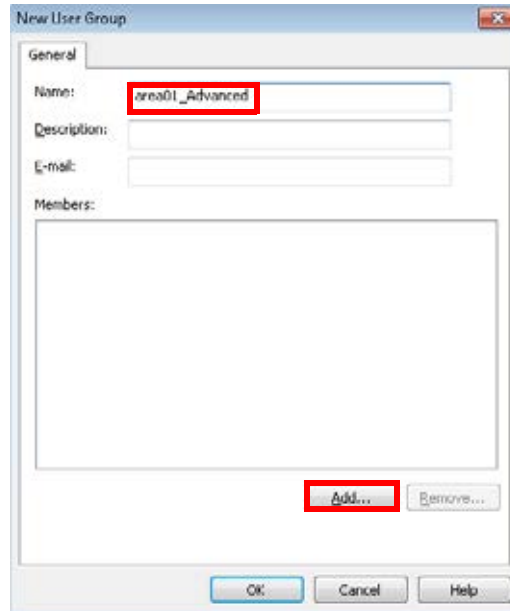 New User Group
General
Name: area01_Advanced
Description:
E-mail:
Members:
Add... Remove...
OK Cancel Help